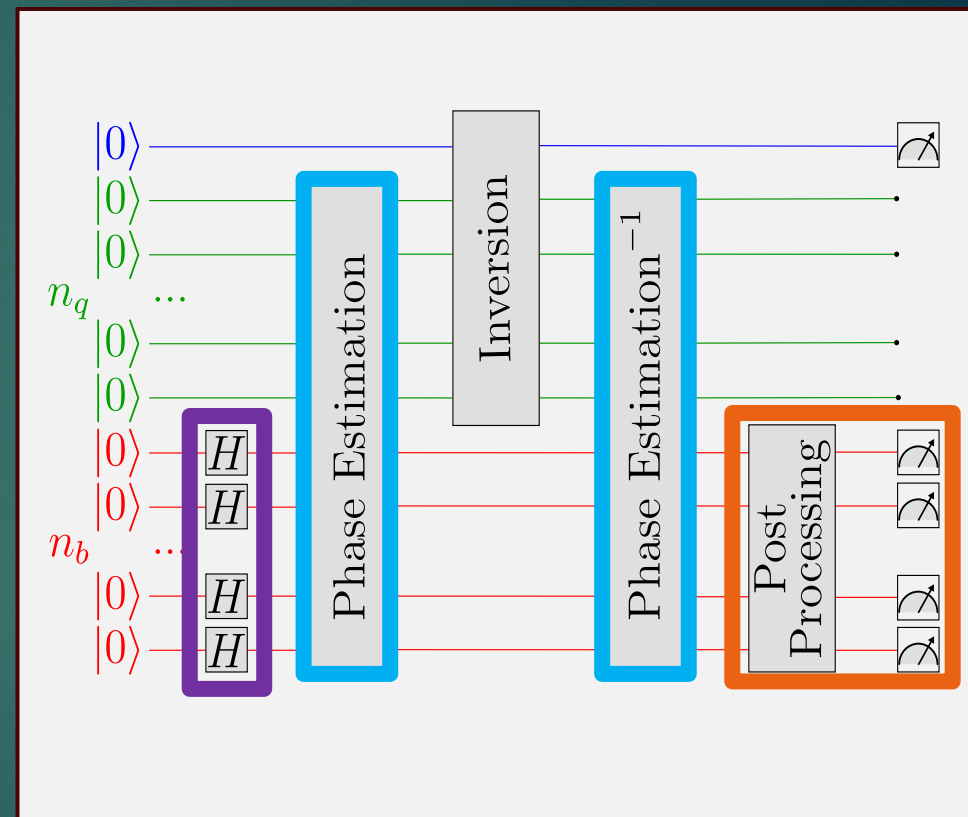 |0⟩
|0⟩
|0⟩
n_q ...
|0⟩
|0⟩
|0⟩ H
|0⟩ H
n_b ...
|0⟩ H
|0⟩ H
Phase Estimation
Inversion
Phase Estimation⁻¹
Post
Processing